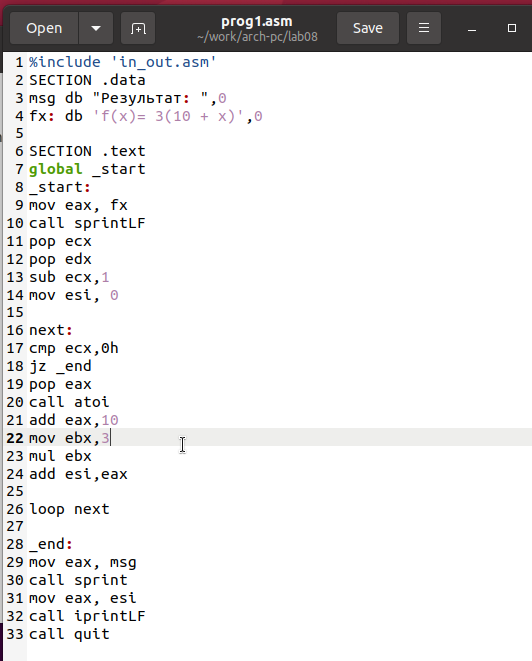 Open
prog1.asm
~/work/arch-pc/lab08
Save
1 %include 'in_out.asm'
2 SECTION .data
3 msg db "Результат: ",0
4 fx: db 'f(x)= 3(10 + x)',0
5
6 SECTION .text
7 global _start
8 _start:
9 mov eax, fx
10 call sprintLF
11 pop ecx
12 pop edx
13 sub ecx,1
14 mov esi, 0
15
16 next:
17 cmp ecx,0h
18 jz _end
19 pop eax
20 call atoi
21 add eax,10
22 mov ebx,3
23 mul ebx
24 add esi,eax
25
26 loop next
27
28 _end:
29 mov eax, msg
30 call sprint
31 mov eax, esi
32 call iprintLF
33 call quit